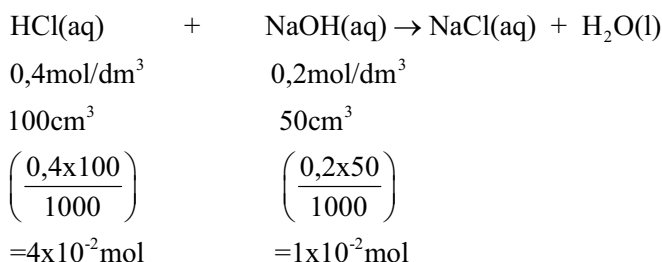 HCl(aq) + NaOH(aq) → NaCl(aq) + H₂O(l)
0,4mol/dm³ 0,2mol/dm³
100cm³ 50cm³
(0,4x100/1000) (0,2x50/1000)
=4x10⁻²mol =1x10⁻²mol